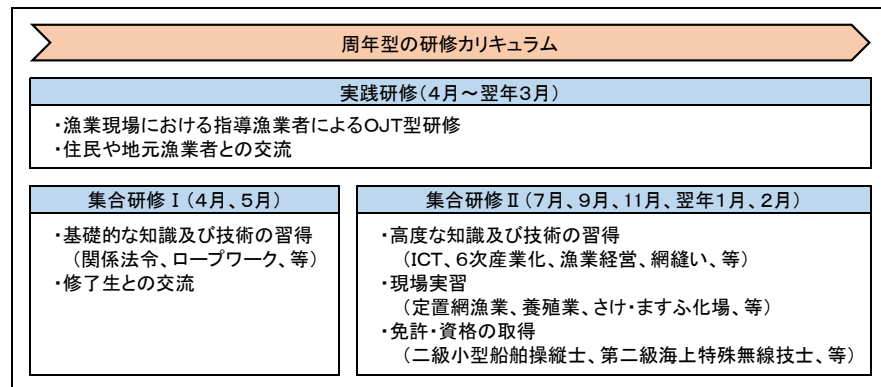 周年型の研修カリキュラム
実践研修(4月～翌年3月)
・漁業現場における指導漁業者によるOJT型研修
・住民や地元漁業者との交流
集合研修Ⅰ(4月、5月)
・基礎的な知識及び技術の習得
(関係法令、ロープワーク、等)
・修了生との交流
集合研修Ⅱ(7月、9月、11月、翌年1月、2月)
・高度な知識及び技術の習得
(ICT、6次産業化、漁業経営、網縫い、等)
・現場実習
(定置網漁業、養殖業、さけ・ますふ化場、等)
・免許・資格の取得
(二級小型船舶操縦士、第二級海上特殊無線技士、等)